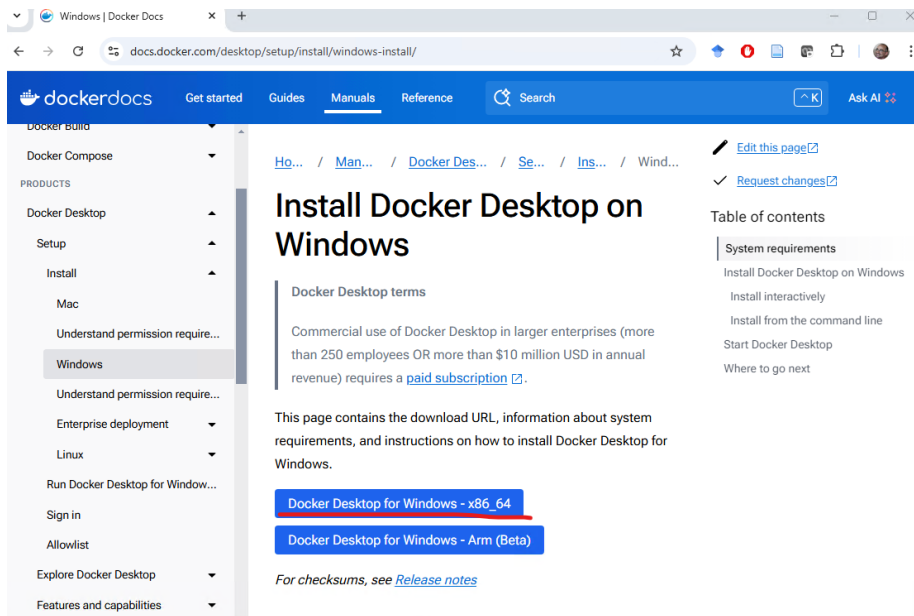 Windows | Docker Docs
docs.docker.com/desktop/setup/install/windows-install/
dockerdocs
Get started
Guides
Manuals
Reference
Search
^K
Ask AI
Docker Build
Docker Compose
PRODUCTS
Docker Desktop
Setup
Install
Mac
Understand permission require...
Windows
Understand permission require...
Enterprise deployment
Linux
Run Docker Desktop for Window...
Sign in
Allowlist
Explore Docker Desktop
Features and capabilities
Ho... / Man... / Docker Des... / Se... / Ins... / Wind...
Install Docker Desktop on
Windows
Docker Desktop terms
Commercial use of Docker Desktop in larger enterprises (more
than 250 employees OR more than $10 million USD in annual
revenue) requires a paid subscription.
This page contains the download URL, information about system
requirements, and instructions on how to install Docker Desktop for
Windows.
Docker Desktop for Windows - x86_64
Docker Desktop for Windows - Arm (Beta)
For checksums, see Release notes
Edit this page
Request changes
Table of contents
System requirements
Install Docker Desktop on Windows
Install interactively
Install from the command line
Start Docker Desktop
Where to go next